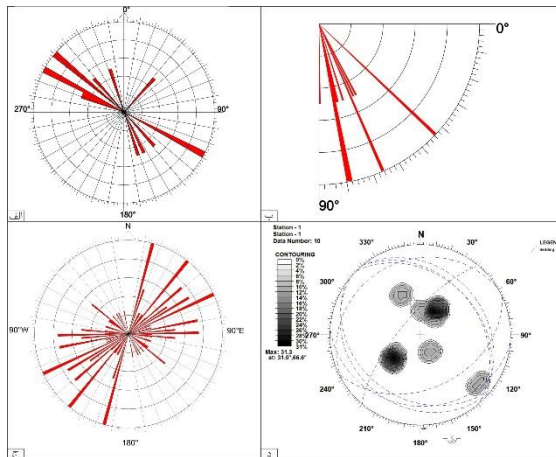 0°
270°
90°
180°
الف
0°
90°
ب
N
90°W
90°E
180°
ج
Station - 1
Station - 1
Data Number: 10
CONTOURING
0%
2%
4%
6%
8%
10%
12%
14%
16%
18%
20%
22%
24%
26%
28%
30%
31%
Max: 31.3
at: 31.0°,66.8°
N
30°
60°
90°
120°
150°
180°
210°
240°
270°
300°
330°
LEGEN
د